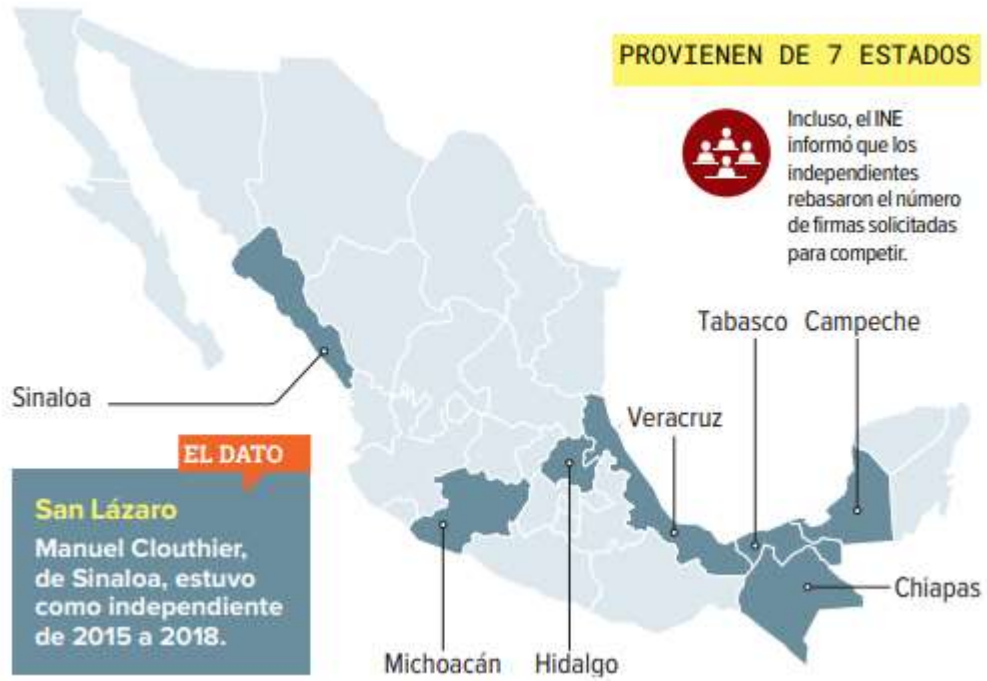 PROVIENEN DE 7 ESTADOS
Incluso, el INE
informó que los
independientes
rebasaron el número
de firmas solicitadas
para competir.
Tabasco
Campeche
Sinaloa
Veracruz
EL DATO
San Lázaro
Manuel Clouthier,
de Sinaloa, estuvo
como independiente
de 2015 a 2018.
Chiapas
Michoacán
Hidalgo